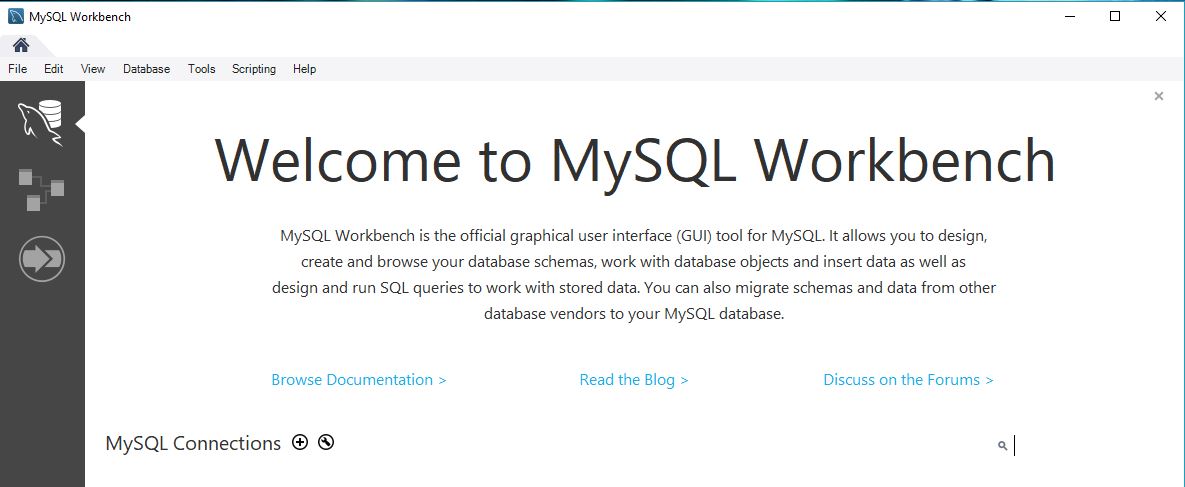 MySQL Workbench
File Edit View Database Tools Scripting Help
Welcome to MySQL Workbench
MySQL Workbench is the official graphical user interface (GUI) tool for MySQL. It allows you to design,
create and browse your database schemas, work with database objects and insert data as well as
design and run SQL queries to work with stored data. You can also migrate schemas and data from other
database vendors to your MySQL database.
Browse Documentation > Read the Blog > Discuss on the Forums >
MySQL Connections